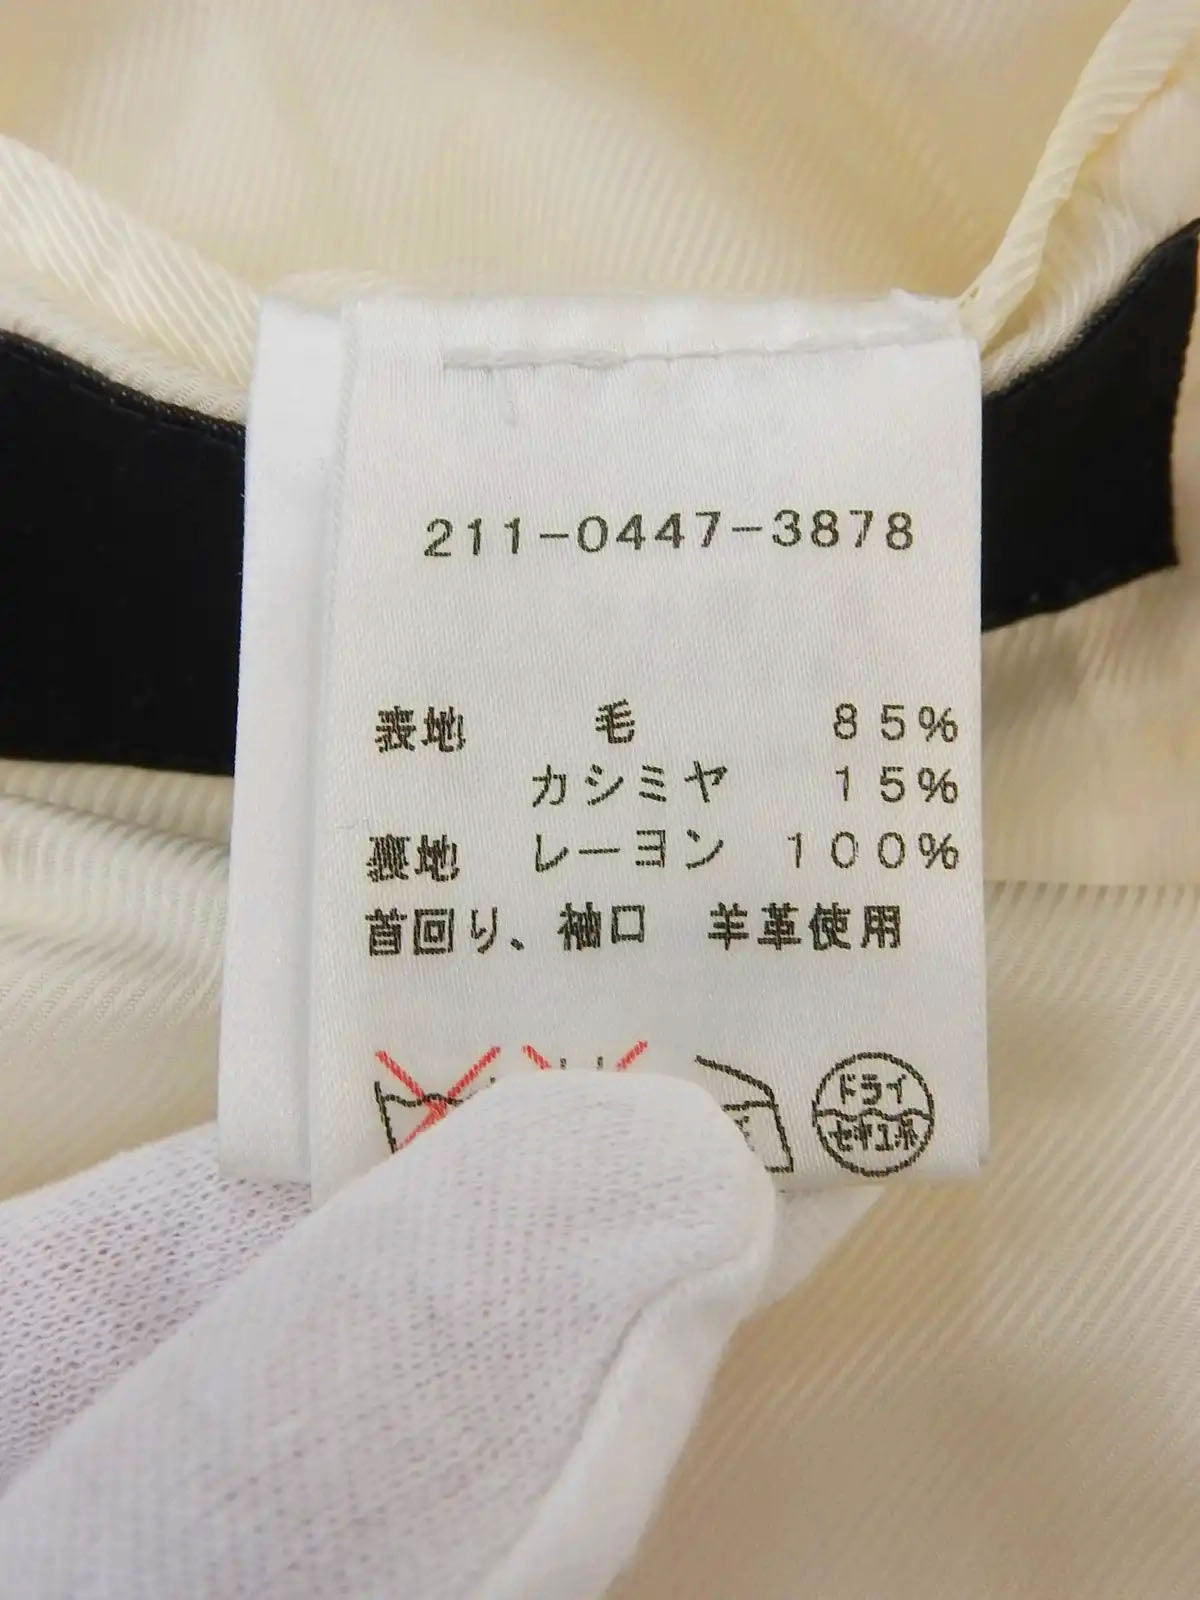 211-0447-3878
表地 毛 85%
カシミヤ 15%
裏地 レーヨン 100%
首回り、袖口 羊革使用
ドライ
セキユ系